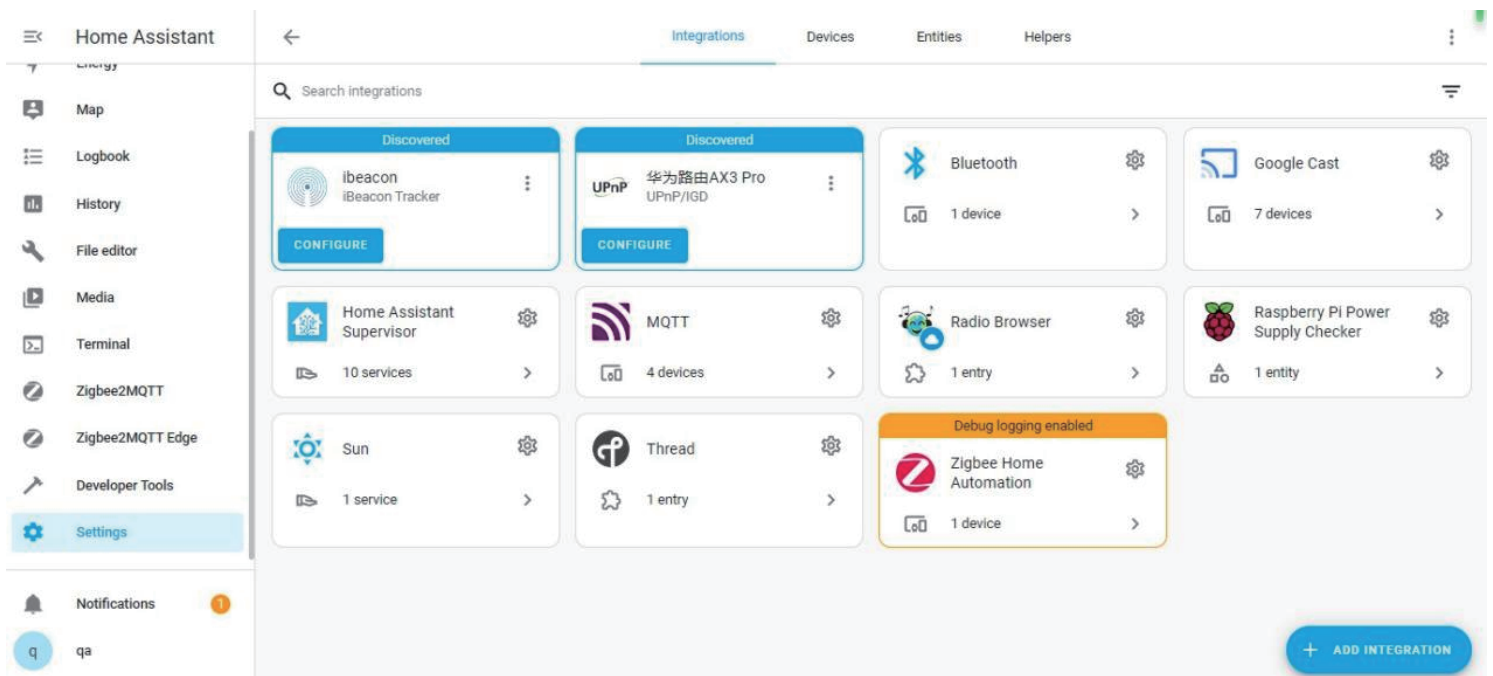 Home Assistant
Integrations
Devices
Entities
Helpers
Energy
Map
Logbook
History
File editor
Media
Terminal
Zigbee2MQTT
Zigbee2MQTT Edge
Developer Tools
Settings
Notifications
1
q
qa
Search integrations
Discovered
ibeacon
iBeacon Tracker
CONFIGURE
Discovered
UPnP
华为路由AX3 Pro
UPnP/IGD
CONFIGURE
Bluetooth
1 device
Google Cast
7 devices
Home Assistant
Supervisor
10 services
MQTT
4 devices
Radio Browser
1 entry
Raspberry Pi Power
Supply Checker
1 entity
Sun
1 service
Thread
1 entry
Debug logging enabled
Zigbee Home
Automation
1 device
ADD INTEGRATION